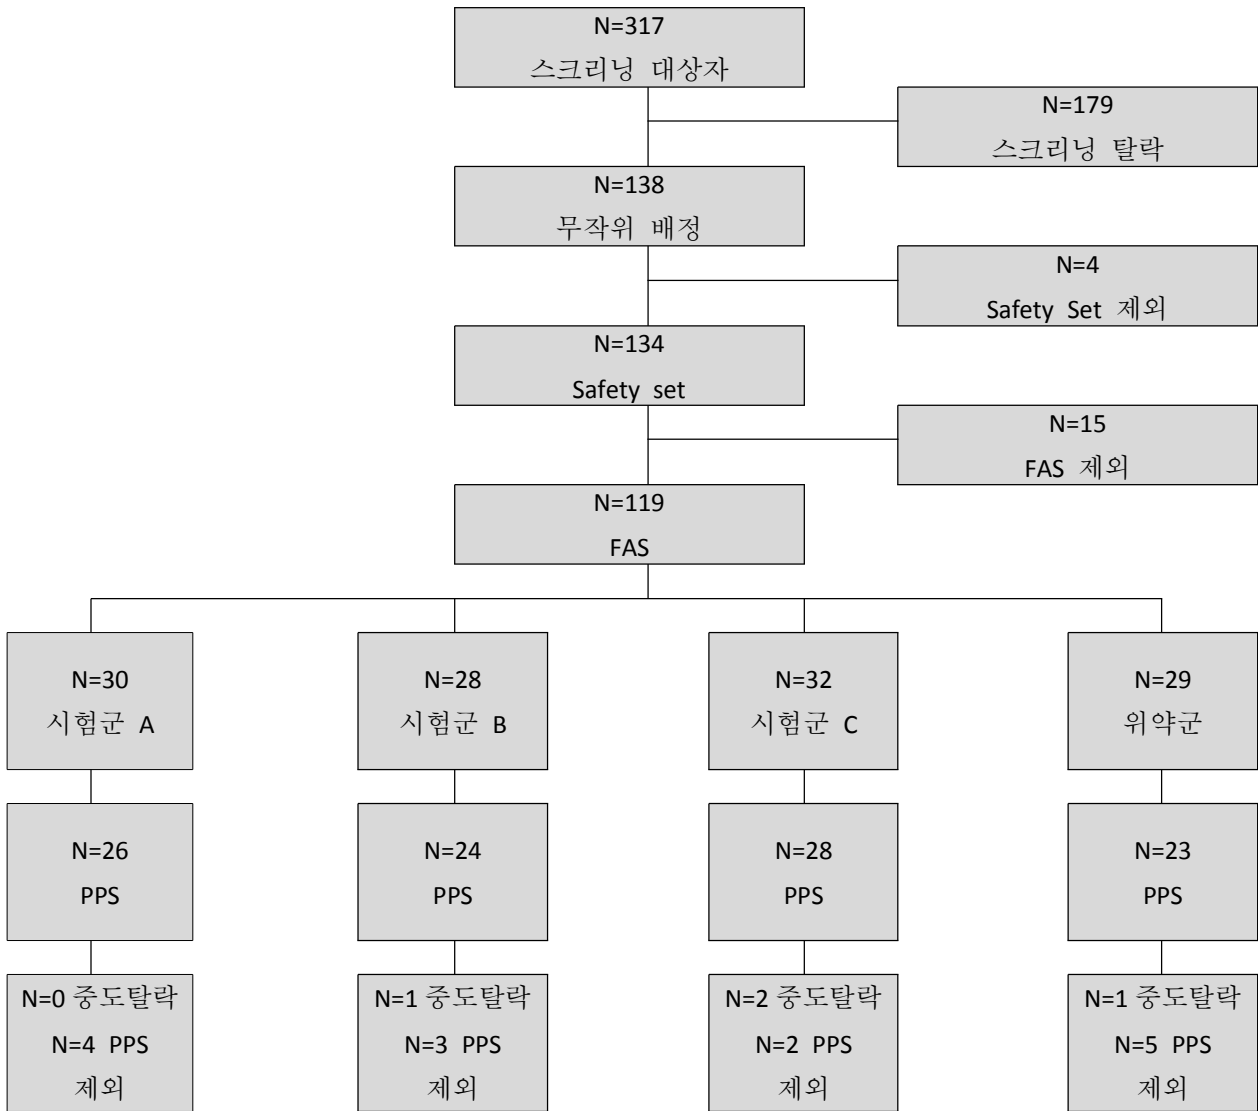 N=317
스크리닝 대상자
N=179
스크리닝 탈락
N=138
무작위 배정
N=4
Safety Set 제외
N=134
Safety set
N=15
FAS 제외
N=119
FAS
N=30
시험군 A
N=28
시험군 B
N=32
시험군 C
N=29
위약군
N=26
PPS
N=24
PPS
N=28
PPS
N=23
PPS
N=0 중도탈락
N=4 PPS
제외
N=1 중도탈락
N=3 PPS
제외
N=2 중도탈락
N=2 PPS
제외
N=1 중도탈락
N=5 PPS
제외